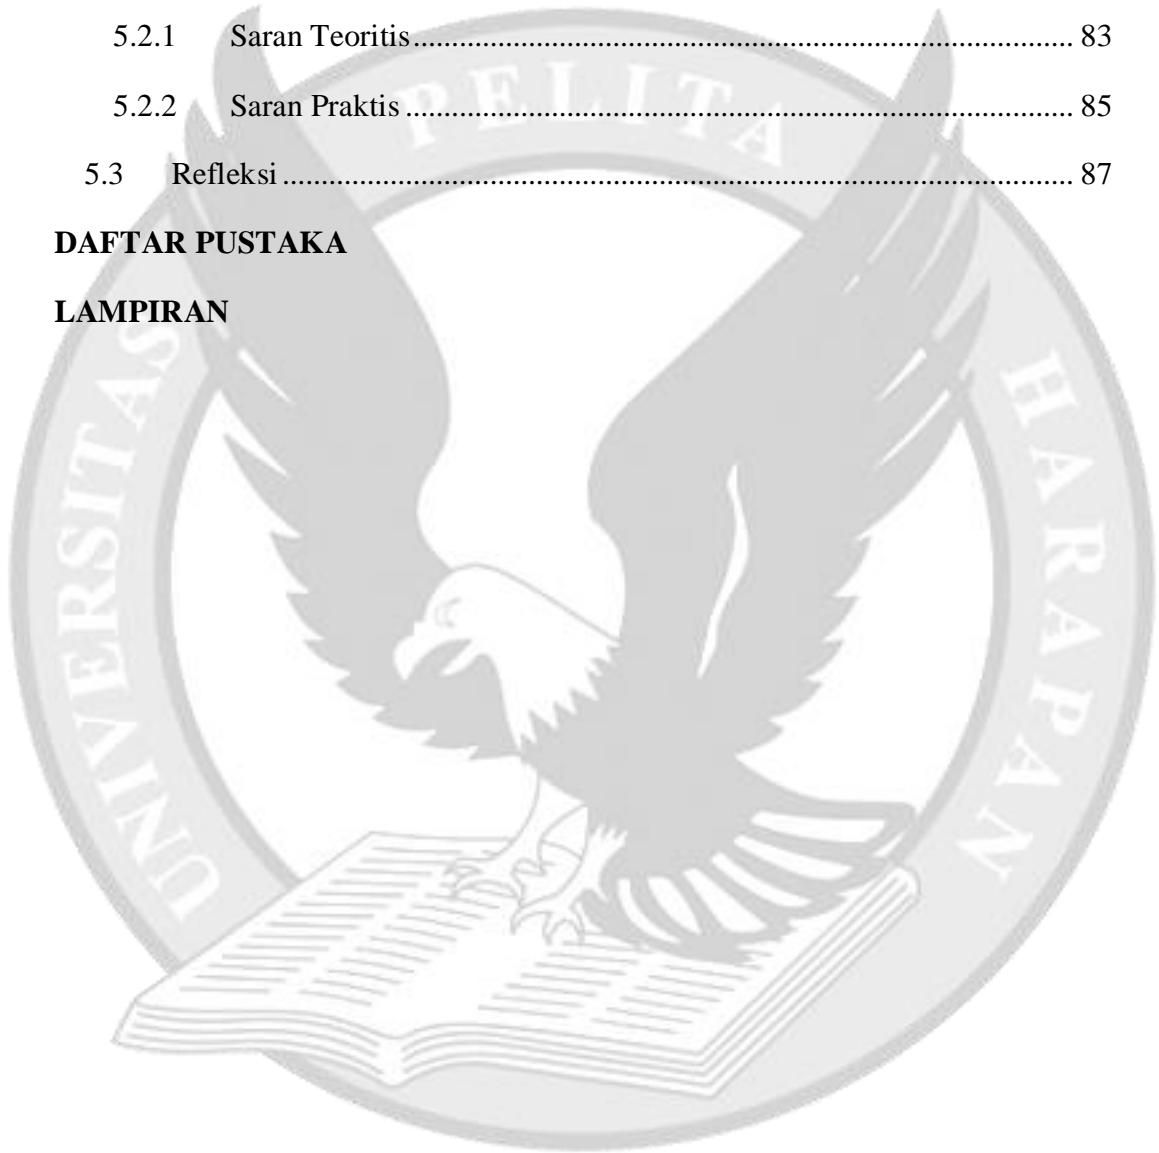 5.2.1 Saran Teoritis........................................................................ 83
5.2.2 Saran Praktis ........................................................................ 85
5.3 Refleksi ........................................................................ 87
DAFTAR PUSTAKA
LAMPIRAN
UNIVERSITAS PELITA HARAPAN